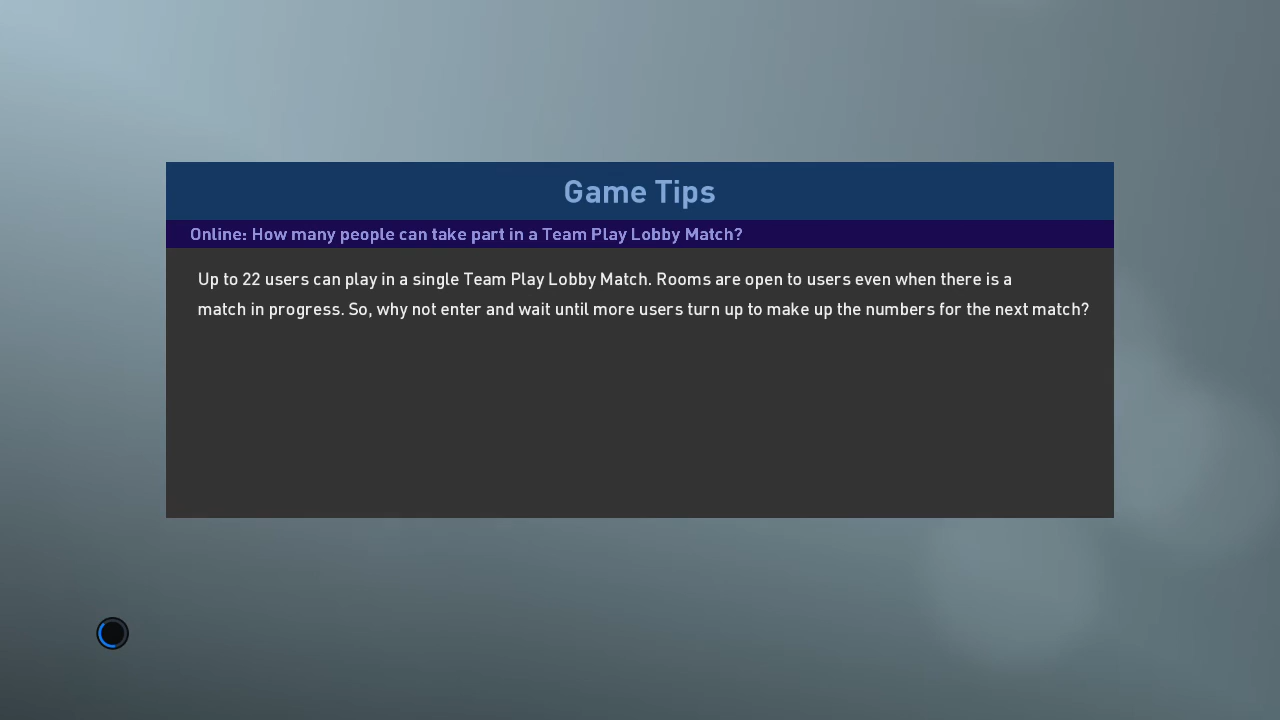 Game Tips
Online: How many people can take part in a Team Play Lobby Match?
Up to 22 users can play in a single Team Play Lobby Match. Rooms are open to users even when there is a
match in progress. So, why not enter and wait until more users turn up to make up the numbers for the next match?